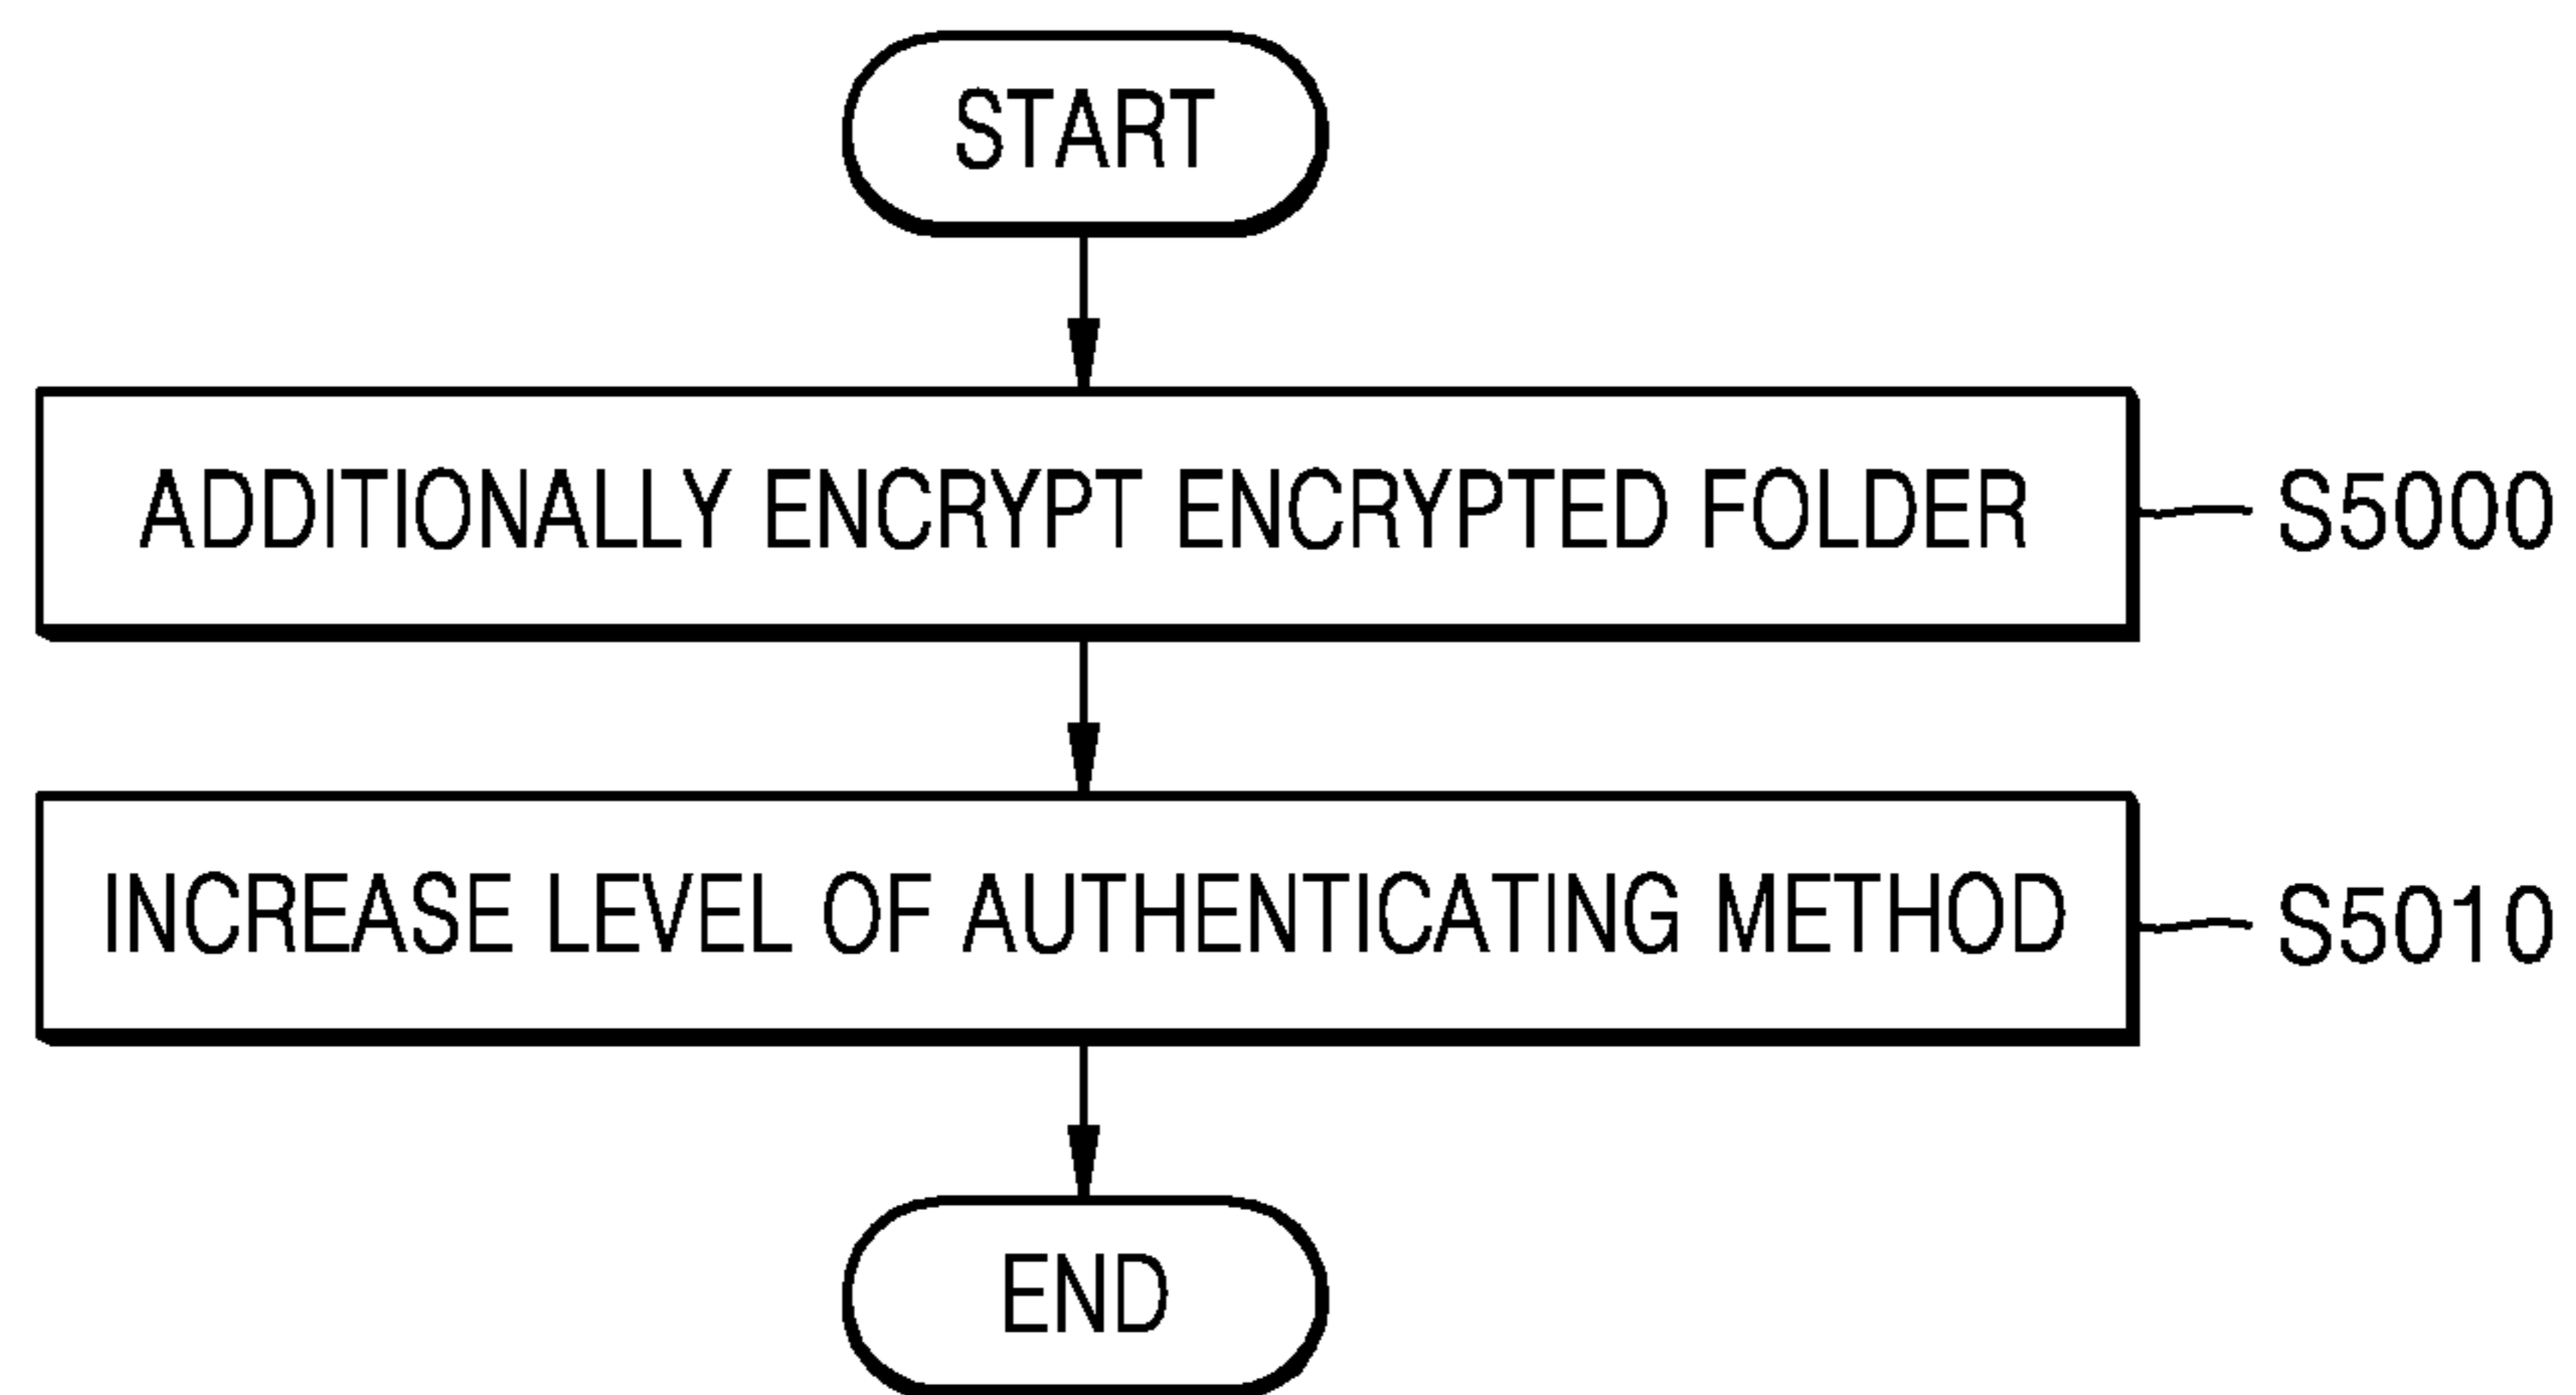 START
ADDITIONALLY ENCRYPT ENCRYPTED FOLDER
S5000
INCREASE LEVEL OF AUTHENTICATING METHOD
S5010
END